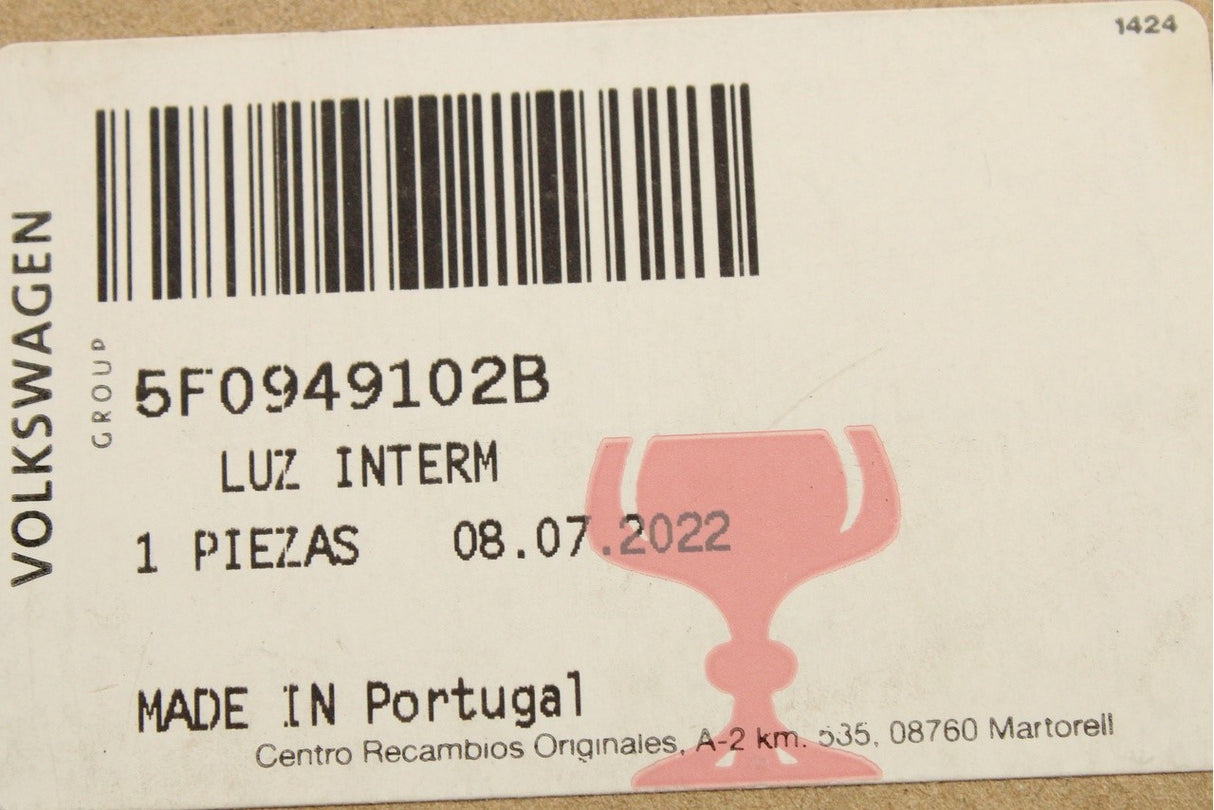 1424
VOLKSWAGEN
GROUP
5F0949102B
LUZ INTERM
1 PIEZAS 08.07.2022
MADE IN Portugal
Centro Recambios Originales, A-2 km. 535, 08760 Martorell